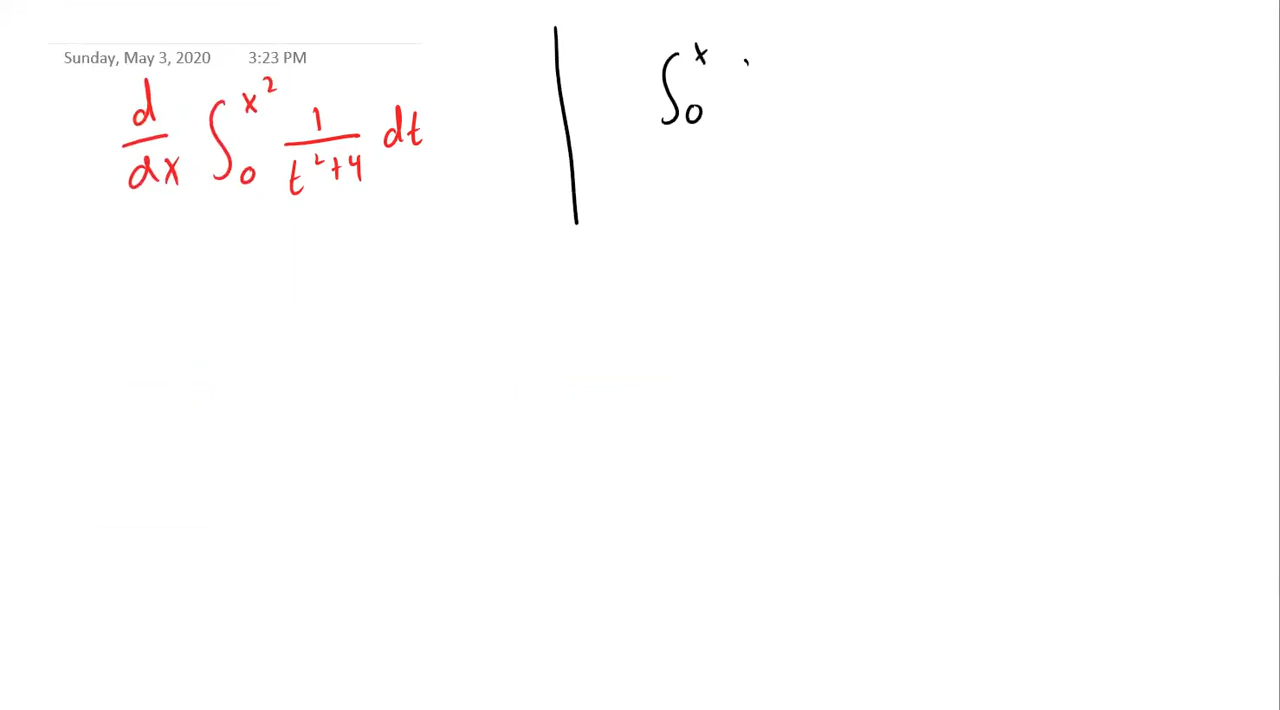 Sunday, May 3, 2020 3:23 PM
d/dx ∫₀^x² 1/(t²+4) dt
∫₀^x